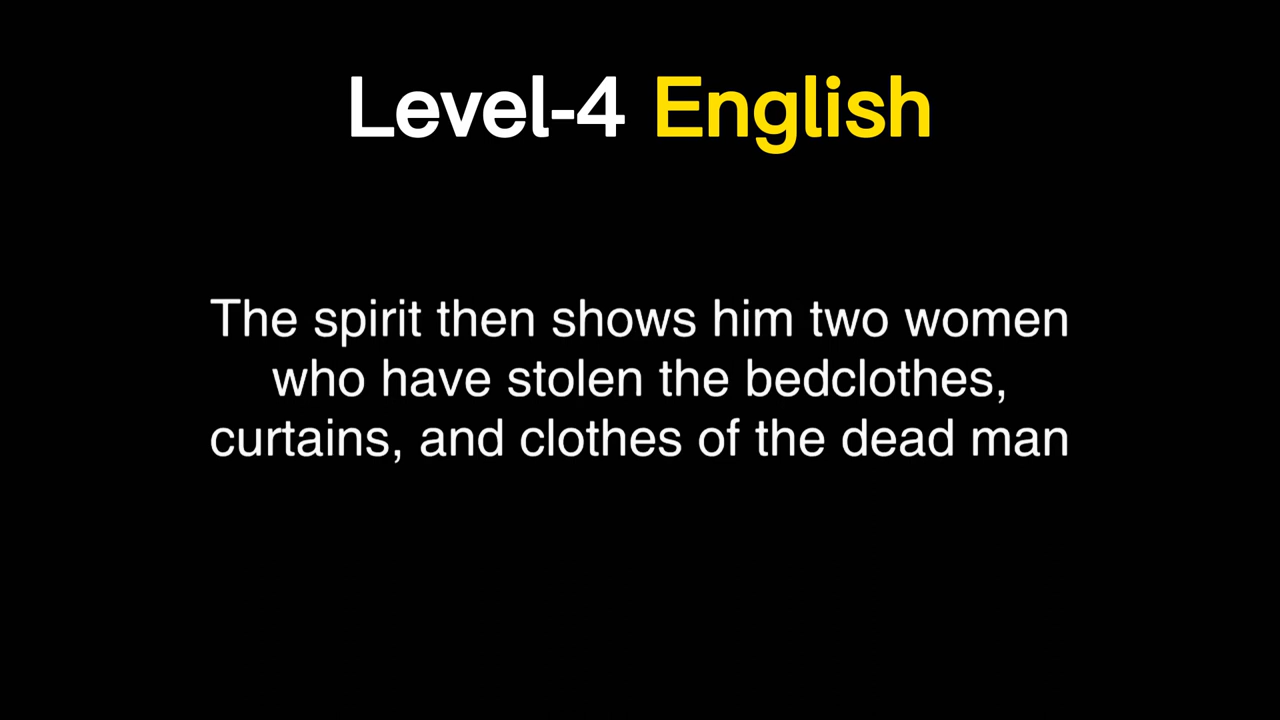 Level-4 English
The spirit then shows him two women
who have stolen the bedclothes,
curtains, and clothes of the dead man